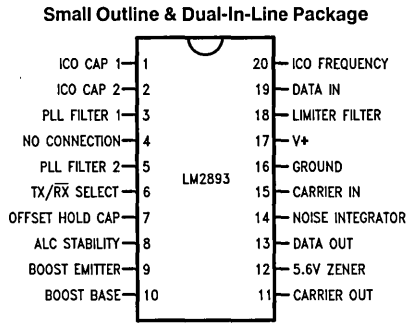 Small Outline & Dual-In-Line Package
ICO CAP 1 1 20 ICO FREQUENCY
ICO CAP 2 2 19 DATA IN
PLL FILTER 1 3 18 LIMITER FILTER
NO CONNECTION 4 17 V+
PLL FILTER 2 5 16 GROUND
LM2893
TX/R̅X̅ SELECT 6 15 CARRIER IN
OFFSET HOLD CAP 7 14 NOISE INTEGRATOR
ALC STABILITY 8 13 DATA OUT
BOOST EMITTER 9 12 5.6V ZENER
BOOST BASE 10 11 CARRIER OUT